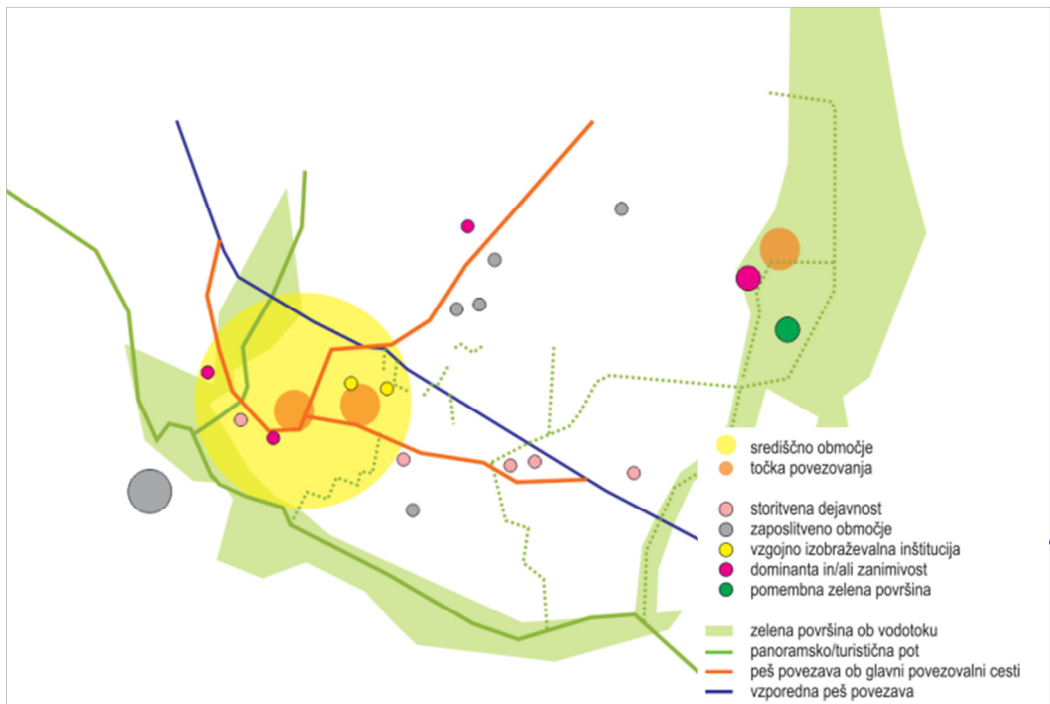 središčno območje
točka povezovanja
storitvena dejavnost
zaposlitveno območje
vzgojno izobraževalna inštitucija
dominanta in/ali zanimivost
pomembna zelena površina
zelena površina ob vodotoku
panoramsko/turistična pot
peš povezava ob glavni povezovalni cesti
vzporedna peš povezava